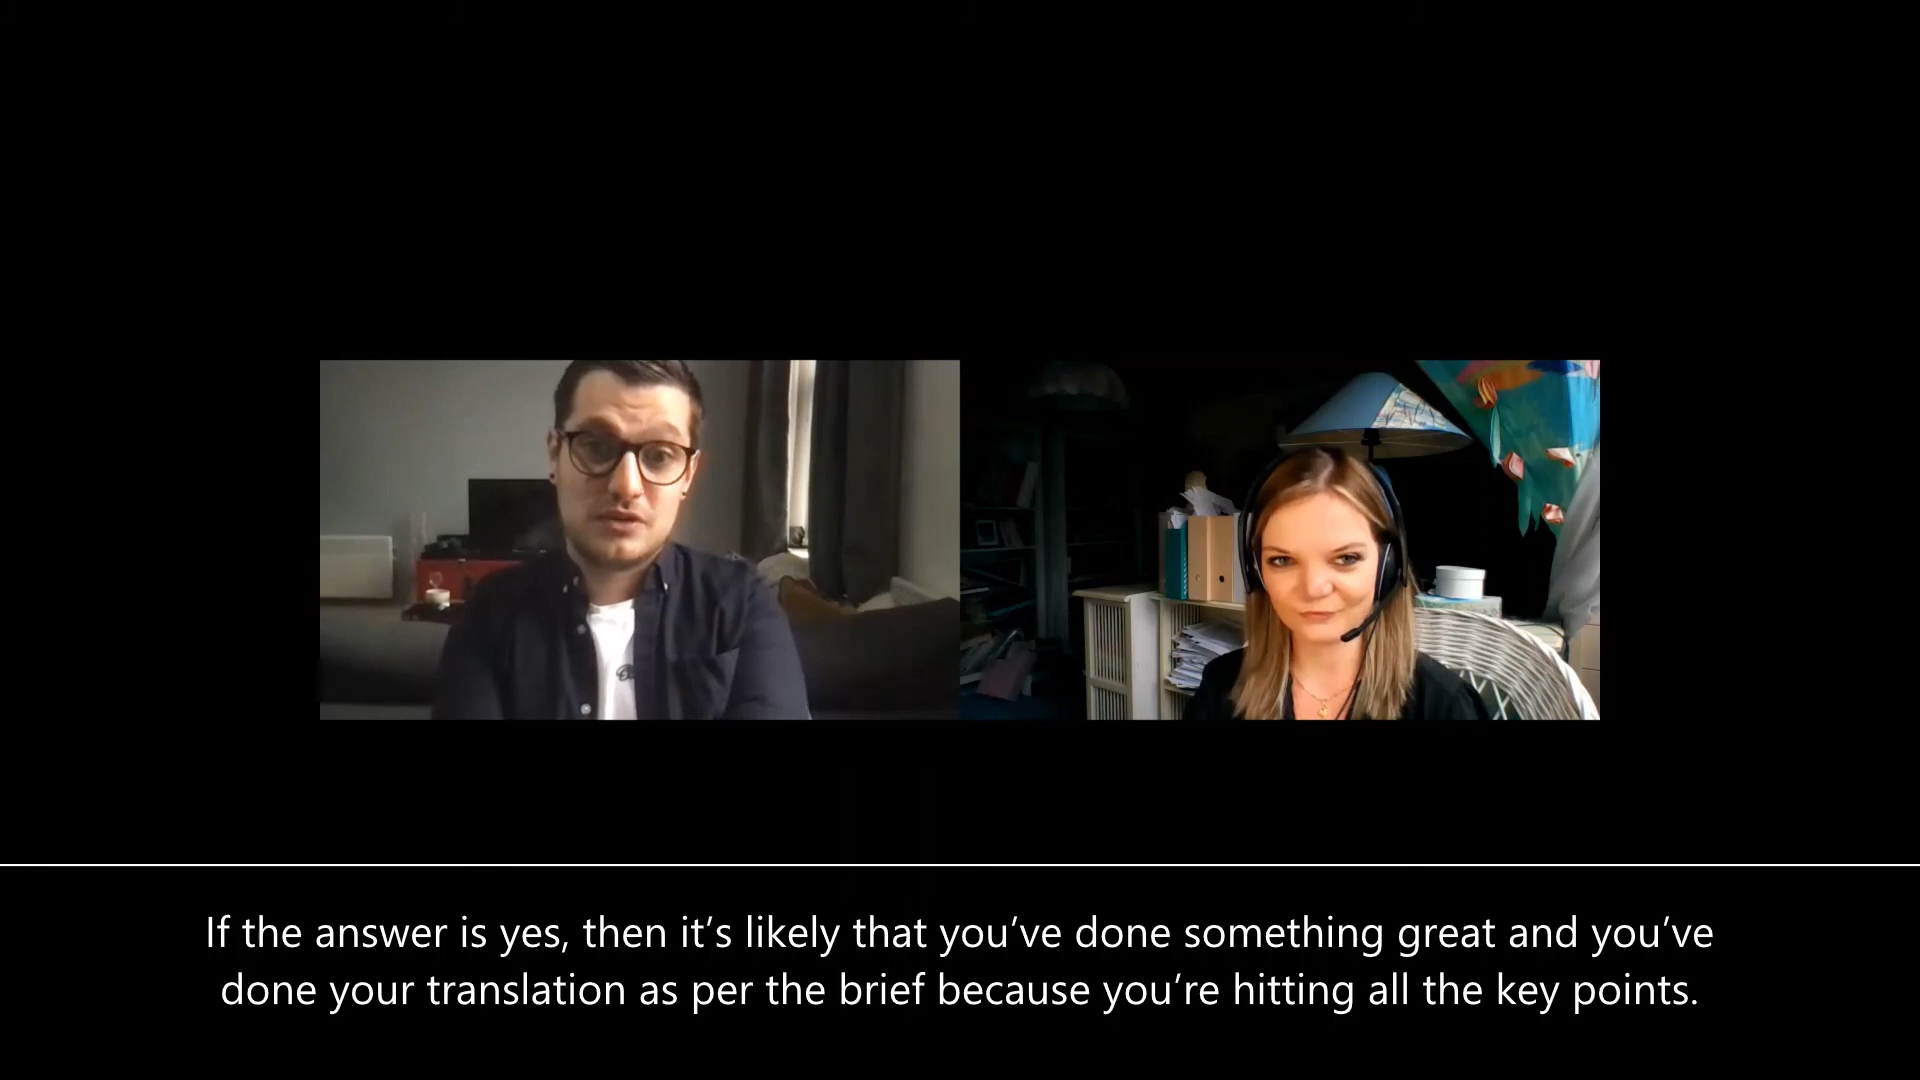 If the answer is yes, then it’s likely that you’ve done something great and you’ve
done your translation as per the brief because you’re hitting all the key points.